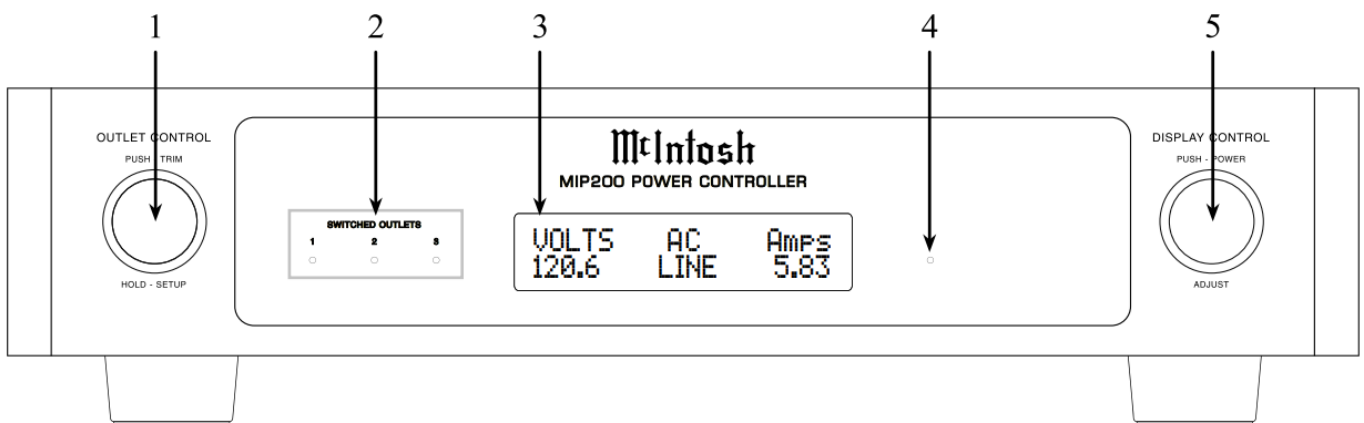 1 2 3 4 5
OUTLET CONTROL
PUSH - TRIM
HOLD - SETUP
SWITCHED OUTLETS
1 2 3
McIntosh
MIP200 POWER CONTROLLER
VOLTS AC Amps
120.6 LINE 5.83
DISPLAY CONTROL
PUSH - POWER
ADJUST